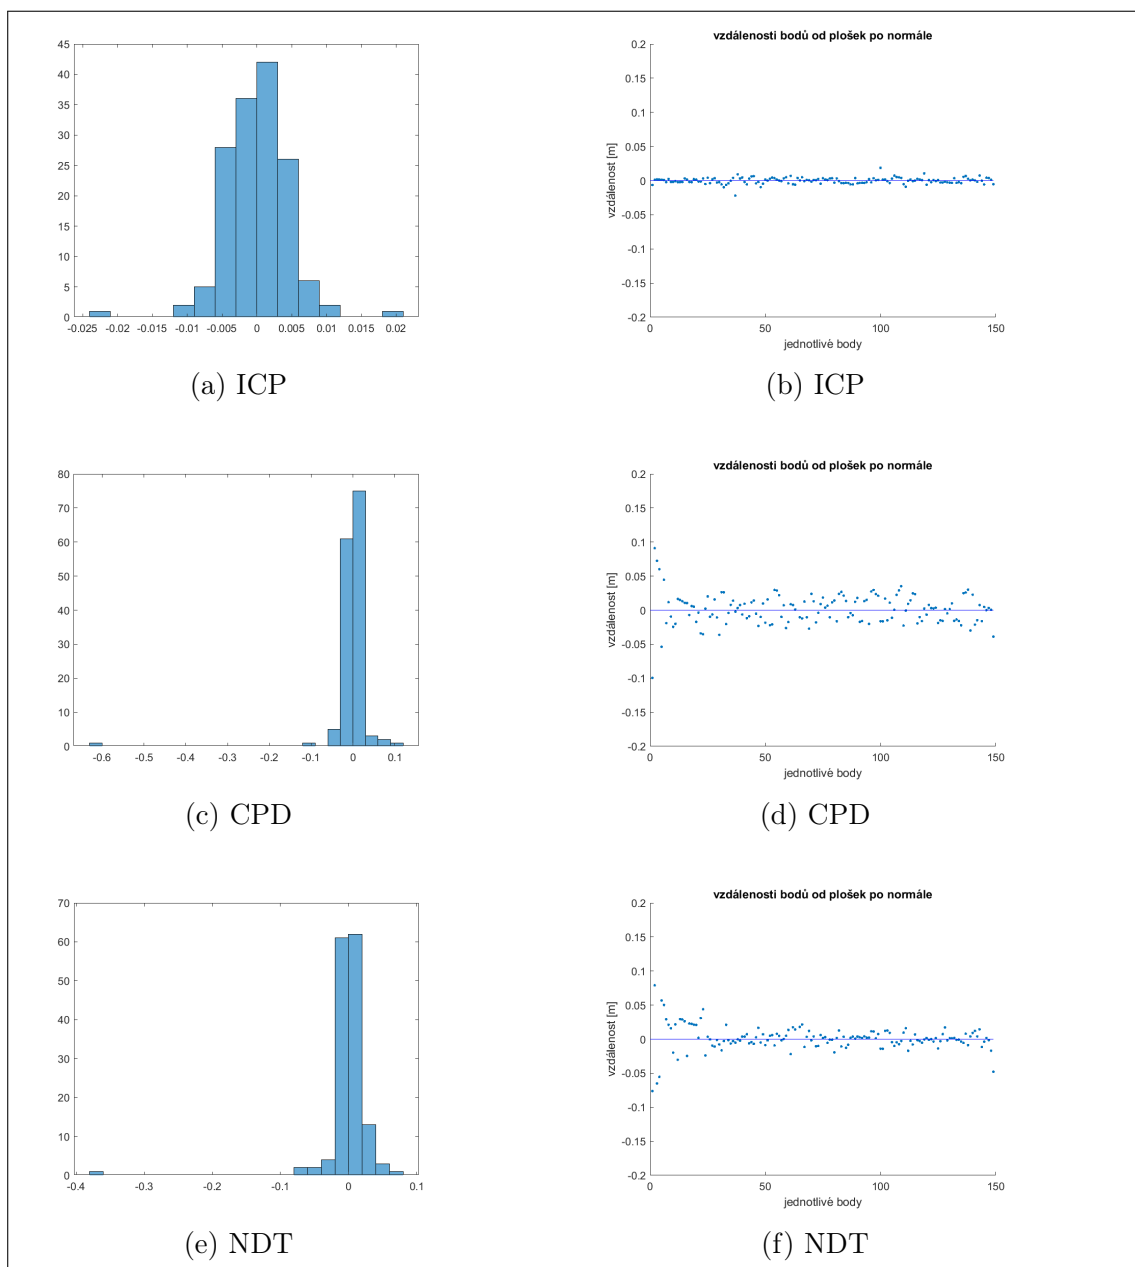 45
40
35
30
25
20
15
10
5
0
-0.025 -0.02 -0.015 -0.01 -0.005 0 0.005 0.01 0.015 0.02
(a) ICP
vzdálenosti bodů od plošek po normále
vzdálenost [m]
0.2
0.15
0.1
0.05
0
-0.05
-0.1
-0.15
-0.2
0 50 100 150
jednotlivé body
(b) ICP
80
70
60
50
40
30
20
10
0
-0.6 -0.5 -0.4 -0.3 -0.2 -0.1 0 0.1
(c) CPD
vzdálenosti bodů od plošek po normále
vzdálenost [m]
0.2
0.15
0.1
0.05
0
-0.05
-0.1
-0.15
-0.2
0 50 100 150
jednotlivé body
(d) CPD
70
60
50
40
30
20
10
0
-0.4 -0.3 -0.2 -0.1 0 0.1
(e) NDT
vzdálenosti bodů od plošek po normále
vzdálenost [m]
0.2
0.15
0.1
0.05
0
-0.05
-0.1
-0.15
-0.2
0 50 100 150
jednotlivé body
(f) NDT